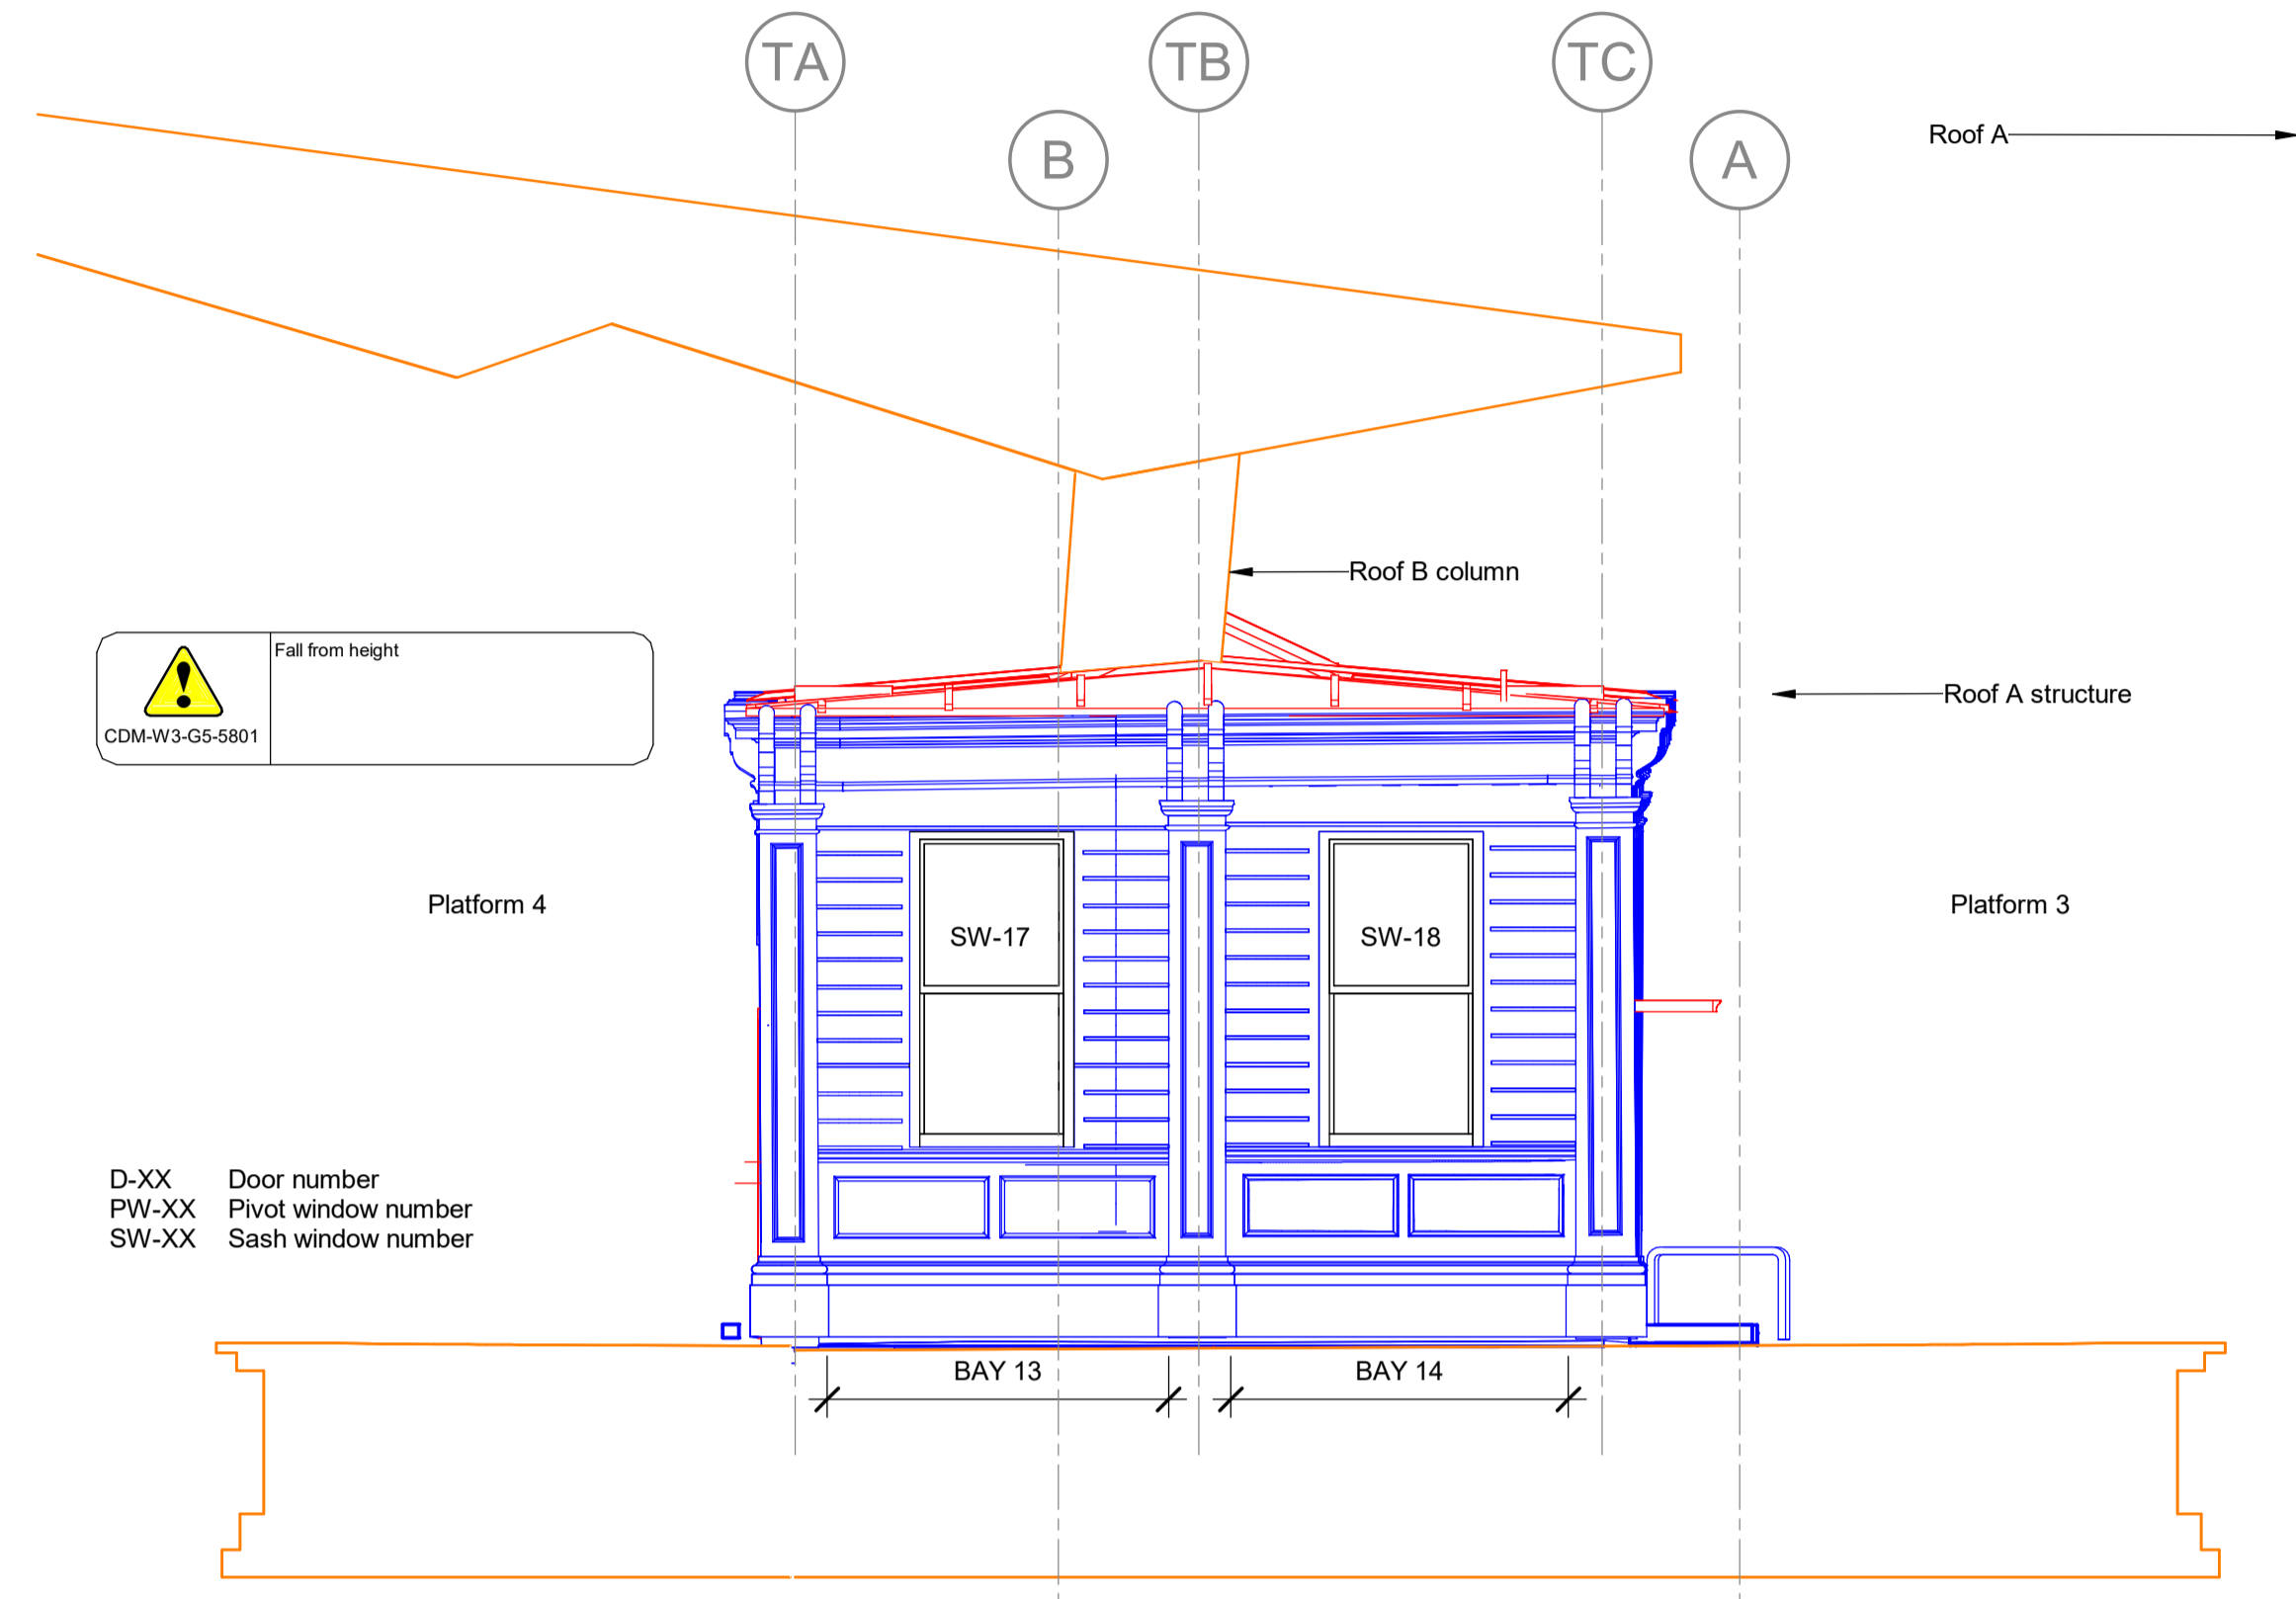 TA
TB
TC
B
A
Roof A
Roof B column
Fall from height
CDM-W3-G5-5801
Roof A structure
Platform 4
Platform 3
SW-17
SW-18
D-XX Door number
PW-XX Pivot window number
SW-XX Sash window number
BAY 13
BAY 14